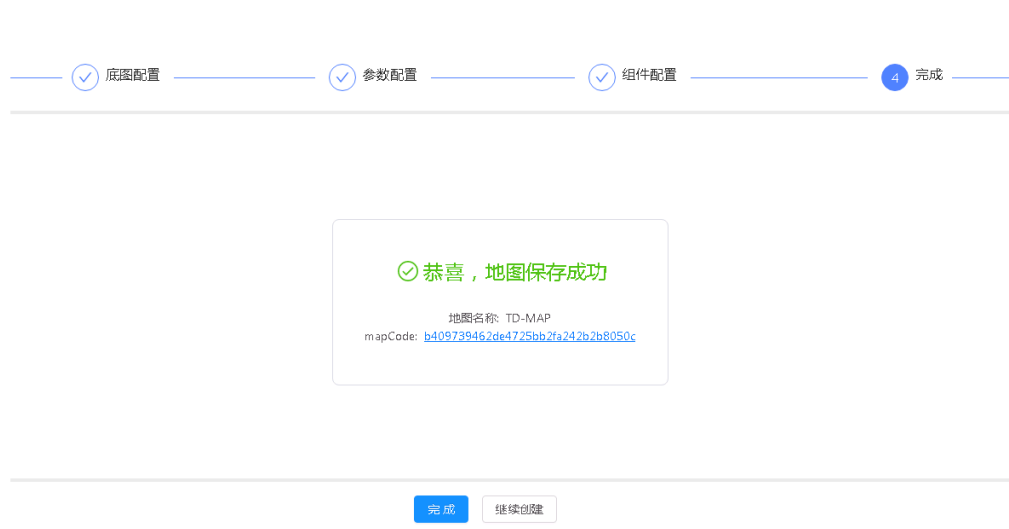 底图配置
参数配置
组件配置
4 完成
恭喜，地图保存成功
地图名称: TD-MAP
mapCode: b409739462de4725bb2fa242b2b8050c
完成
继续创建